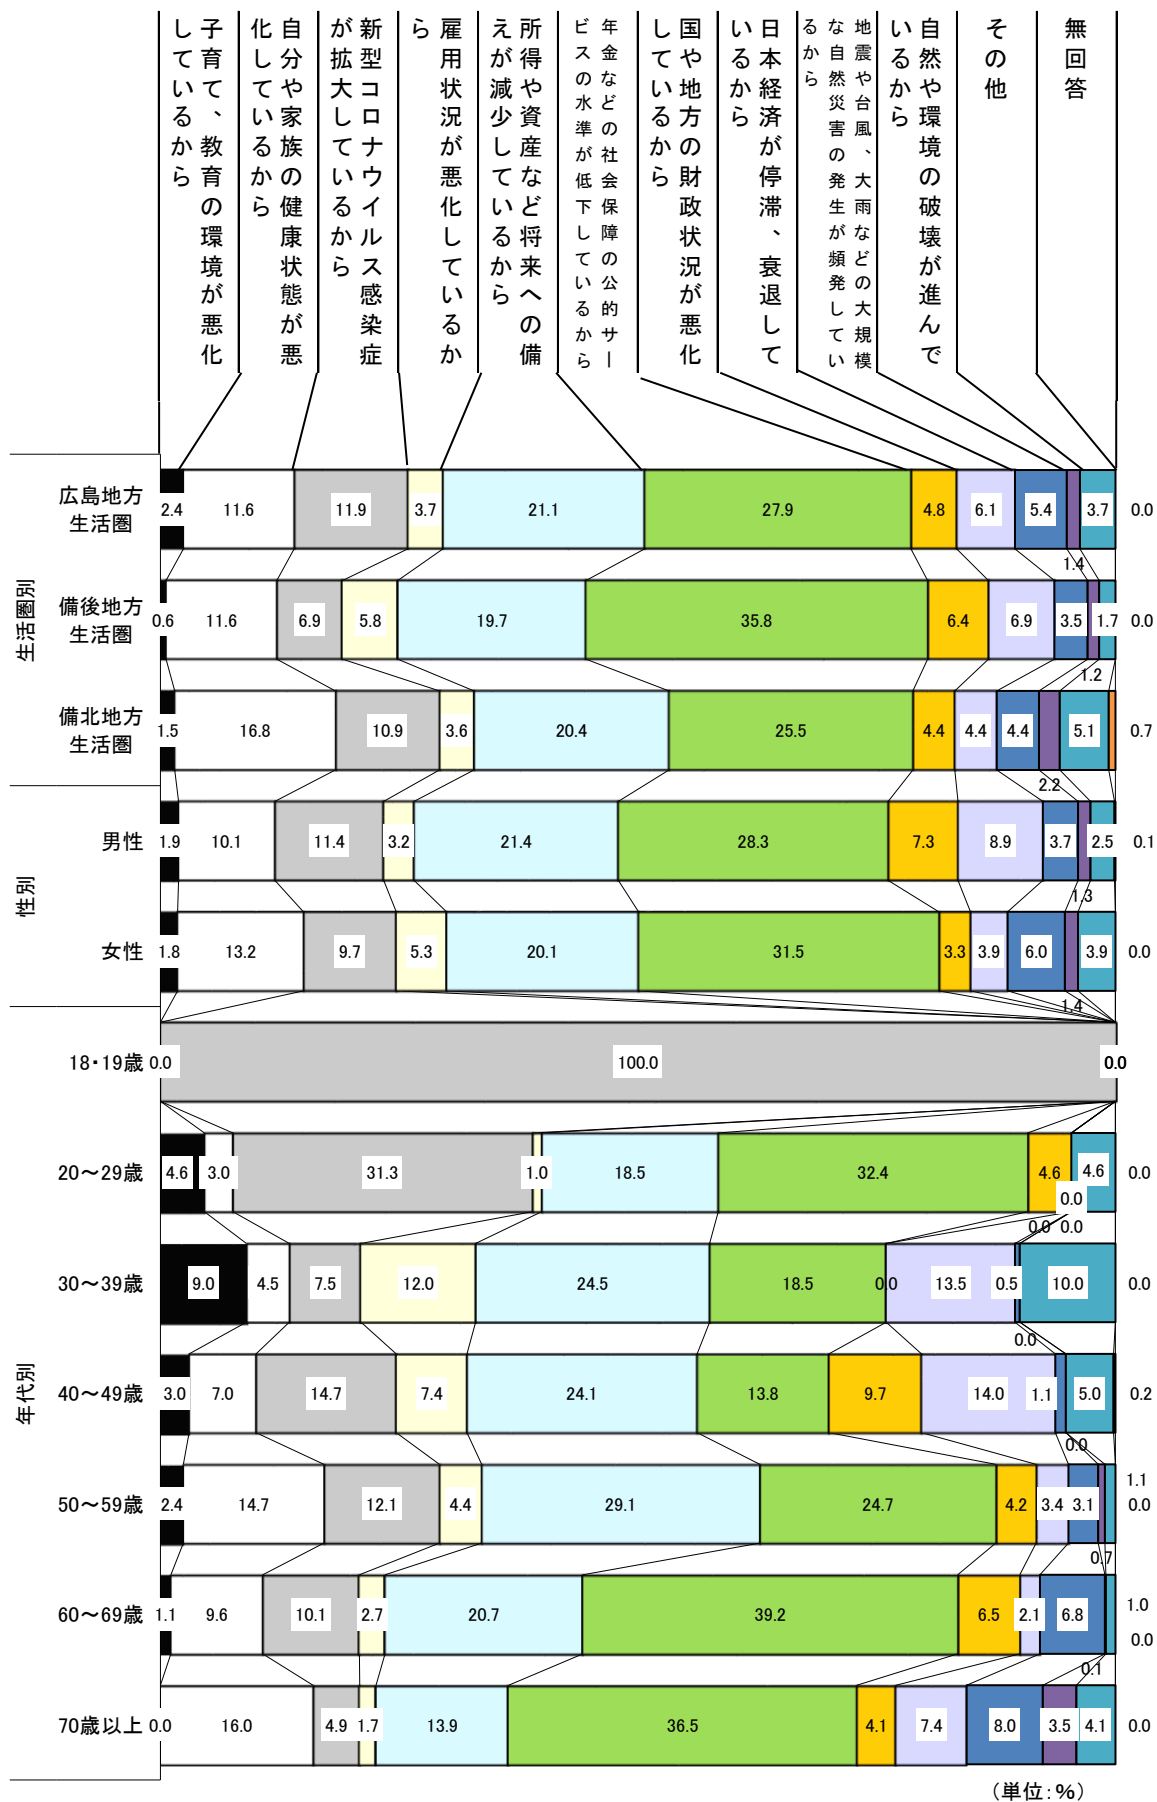 子育て、教育の環境が悪化
しているから
自分や家族の健康状態が悪
化しているから
新型コロナウイルス感染症
が拡大しているから
雇用状況が悪化しているか
ら
所得や資産など将来への備
えが減少しているから
年金などの社会保障の公的サー
ビスの水準が低下しているから
国や地方の財政状況が悪化
しているから
日本経済が停滞、衰退して
いるから
地震や台風、大雨などの大規模
な自然災害の発生が頻発してい
るから
自然や環境の破壊が進んで
いるから
その他
無回答
生活圏別
広島地方
生活圏
2.4 11.6 11.9 3.7 21.1 27.9 4.8 6.1 5.4 3.7 0.0
1.4
備後地方
生活圏
0.6 11.6 6.9 5.8 19.7 35.8 6.4 6.9 3.5 1.7 0.0
1.2
備北地方
生活圏
1.5 16.8 10.9 3.6 20.4 25.5 4.4 4.4 4.4 5.1 0.7
2.2
性別
男性 1.9 10.1 11.4 3.2 21.4 28.3 7.3 8.9 3.7 2.5 0.1
1.3
女性 1.8 13.2 9.7 5.3 20.1 31.5 3.3 3.9 6.0 3.9 0.0
1.4
年代別
18・19歳 0.0 100.0 0.0
20～29歳 4.6 3.0 31.3 1.0 18.5 32.4 4.6 4.6 0.0
0.0
0.0 0.0
30～39歳 9.0 4.5 7.5 12.0 24.5 18.5 0.0 13.5 0.5 10.0 0.0
0.0
40～49歳 3.0 7.0 14.7 7.4 24.1 13.8 9.7 14.0 1.1 5.0 0.2
0.0
50～59歳 2.4 14.7 12.1 4.4 29.1 24.7 4.2 3.4 3.1 1.1
0.0
0.7
60～69歳 1.1 9.6 10.1 2.7 20.7 39.2 6.5 2.1 6.8 1.0
0.0
0.1
70歳以上 0.0 16.0 4.9 1.7 13.9 36.5 4.1 7.4 8.0 3.5 4.1 0.0
（単位：％）